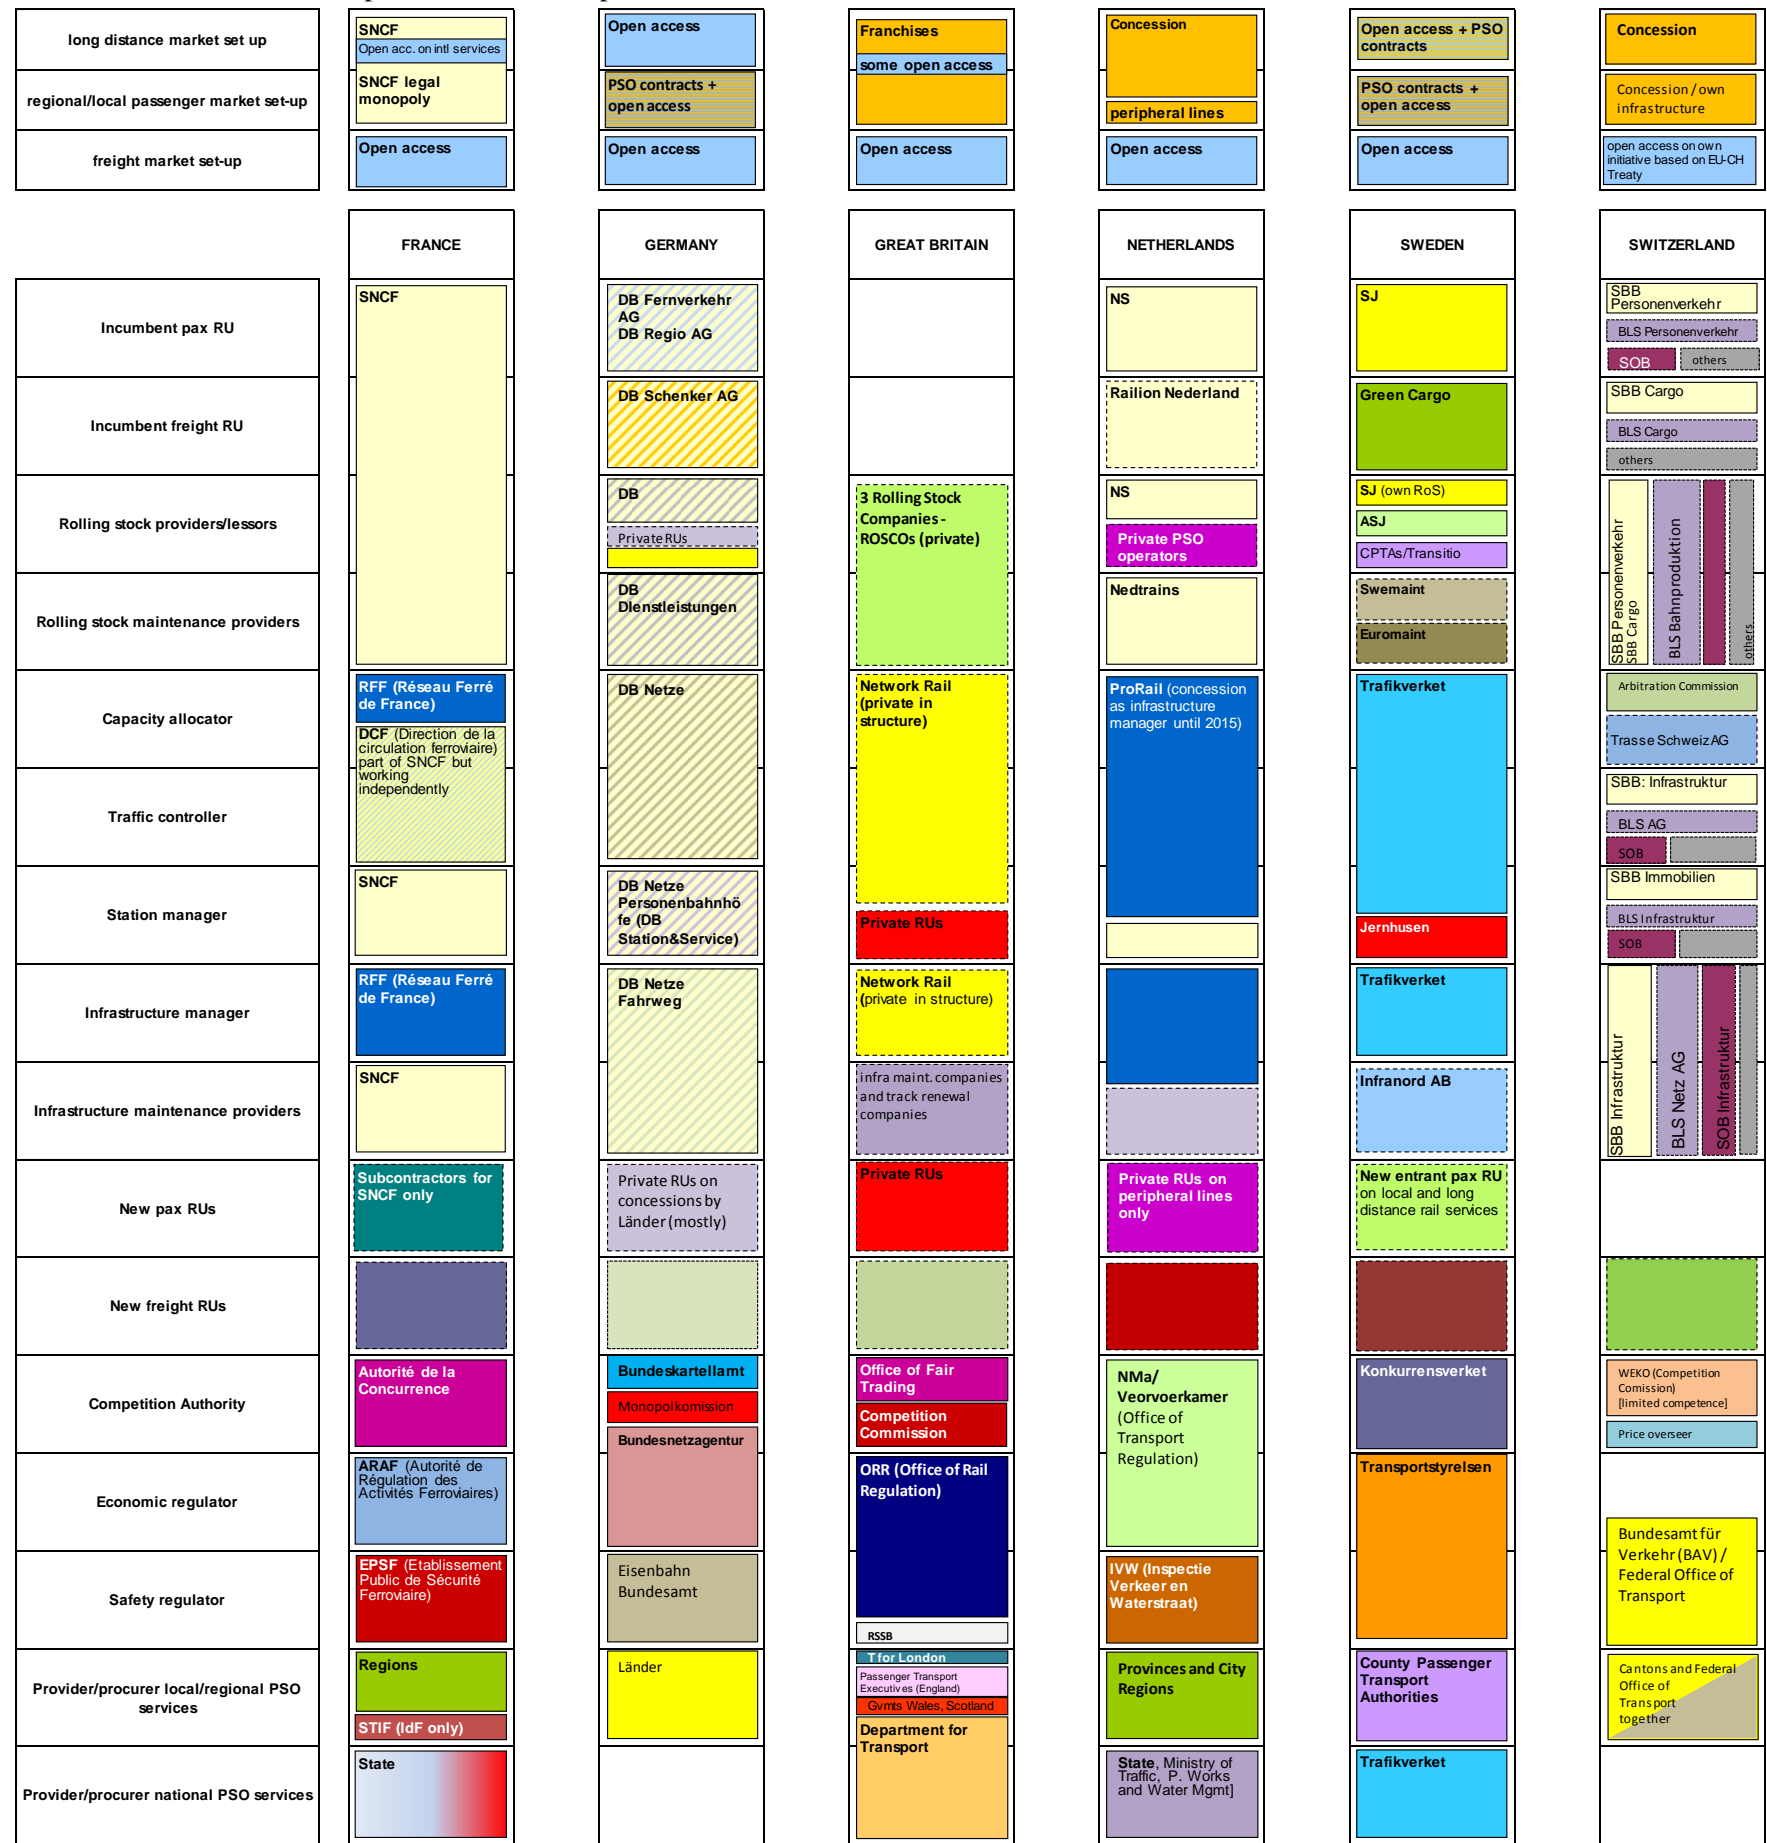 long distance market set up
SNCF
Open acc. on intl services
Open access
Franchises
some open access
Concession
Open access + PSO
contracts
Concession
regional/local passenger market set-up
SNCF legal
monopoly
PSO contracts +
open access
peripheral lines
PSO contracts +
open access
Concession / own
infrastructure
freight market set-up
Open access
Open access
Open access
Open access
Open access
open access on own
initiative based on EU-CH
Treaty
FRANCE
GERMANY
GREAT BRITAIN
NETHERLANDS
SWEDEN
SWITZERLAND
Incumbent pax RU
SNCF
DB Fernverkehr
AG
DB Regio AG
NS
SJ
SBB
Personenverkehr
BLS Personenverkehr
SOB
others
Incumbent freight RU
DB Schenker AG
Railion Nederland
Green Cargo
SBB Cargo
BLS Cargo
others
Rolling stock providers/lessors
DB
Private RUs
3 Rolling Stock
Companies -
ROSCOs (private)
NS
Private PSO
operators
SJ (own RoS)
ASJ
CPTAs/Transitio
SBB Personenverkehr
SBB Cargo
BLS Bahnproduktion
others
Rolling stock maintenance providers
DB
DIenstleistungen
Nedtrains
Swemaint
Euromaint
Capacity allocator
RFF (Réseau Ferré
de France)
DCF (Direction de la
circulation ferroviaire)
part of SNCF but
working
independently
DB Netze
Network Rail
(private in
structure)
ProRail (concession
as infrastructure
manager until 2015)
Trafikverket
Arbitration Commission
Trasse Schweiz AG
Traffic controller
SBB: Infrastruktur
BLS AG
SOB
Station manager
SNCF
DB Netze
Personenbahnhö
fe (DB
Station&Service)
Private RUs
Jernhusen
SBB Immobilien
BLS Infrastruktur
SOB
Infrastructure manager
RFF (Réseau Ferré
de France)
DB Netze
Fahrweg
Network Rail
(private in structure)
Trafikverket
SBB Infrastruktur
BLS Netz AG
SOB Infrastruktur
Infrastructure maintenance providers
SNCF
infra maint. companies
and track renewal
companies
Infranord AB
New pax RUs
Subcontractors for
SNCF only
Private RUs on
concessions by
Länder (mostly)
Private RUs
Private RUs on
peripheral lines
only
New entrant pax RU
on local and long
distance rail services
New freight RUs
Competition Authority
Autorité de la
Concurrence
Bundeskartellamt
Monopolkomission
Bundesnetzagentur
Office of Fair
Trading
Competition
Commission
NMa/
Veorvoerkamer
(Office of
Transport
Regulation)
Konkurrensverket
WEKO (Competition
Comission)
[limited competence]
Price overseer
Economic regulator
ARAF (Autorité de
Régulation des
Activités Ferroviaires)
ORR (Office of Rail
Regulation)
Transportstyrelsen
Bundesamt für
Verkehr (BAV) /
Federal Office of
Transport
Safety regulator
EPSF (Etablissement
Public de Sécurité
Ferroviaire)
Eisenbahn
Bundesamt
RSSB
IVW (Inspectie
Verkeer en
Waterstraat)
Provider/procurer local/regional PSO
services
Regions
STIF (IdF only)
Länder
T for London
Passenger Transport
Executives (England)
Gvmts Wales, Scotland
Department for
Transport
Provinces and City
Regions
County Passenger
Transport
Authorities
Cantons and Federal
Office of
Transport
together
Provider/procurer national PSO services
State
State, Ministry of
Traffic, P. Works
and Water Mgmt]
Trafikverket